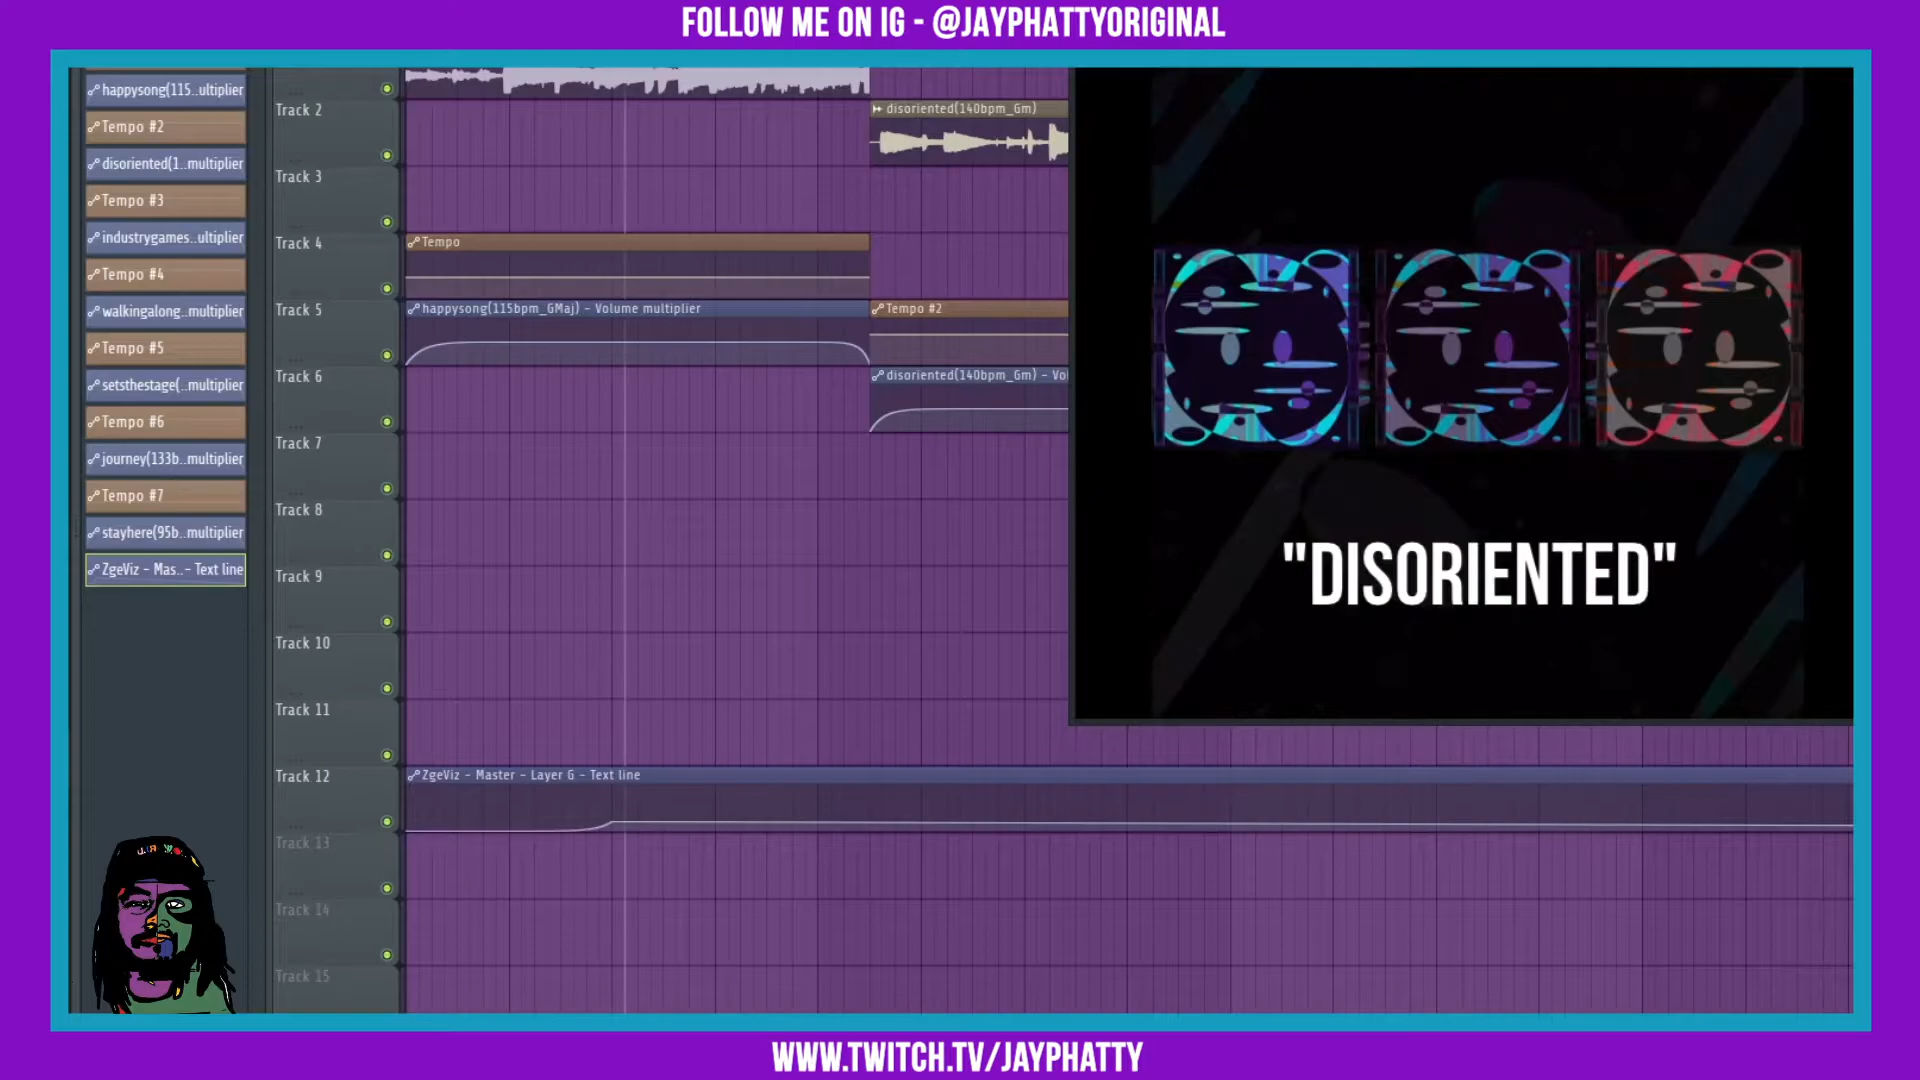 FOLLOW ME ON IG - @JAYPHATTYORIGINAL
happysong(115..ultiplier
Tempo #2
disoriented(1..multiplier
Tempo #3
industrygames..ultiplier
Tempo #4
walkingalong..multiplier
Tempo #5
setsthestage(..multiplier
Tempo #6
journey(133b..multiplier
Tempo #7
stayhere(95b..multiplier
ZgeViz - Mas..- Text line
Track 2
disoriented(140bpm_Gm)
Track 3
Track 4
Tempo
Track 5
happysong(115bpm_GMaj) - Volume multiplier
Tempo #2
Track 6
disoriented(140bpm_Gm) - Vol
Track 7
Track 8
Track 9
Track 10
Track 11
Track 12
ZgeViz - Master - Layer G - Text line
Track 13
Track 14
Track 15
"DISORIENTED"
WWW.TWITCH.TV/JAYPHATTY